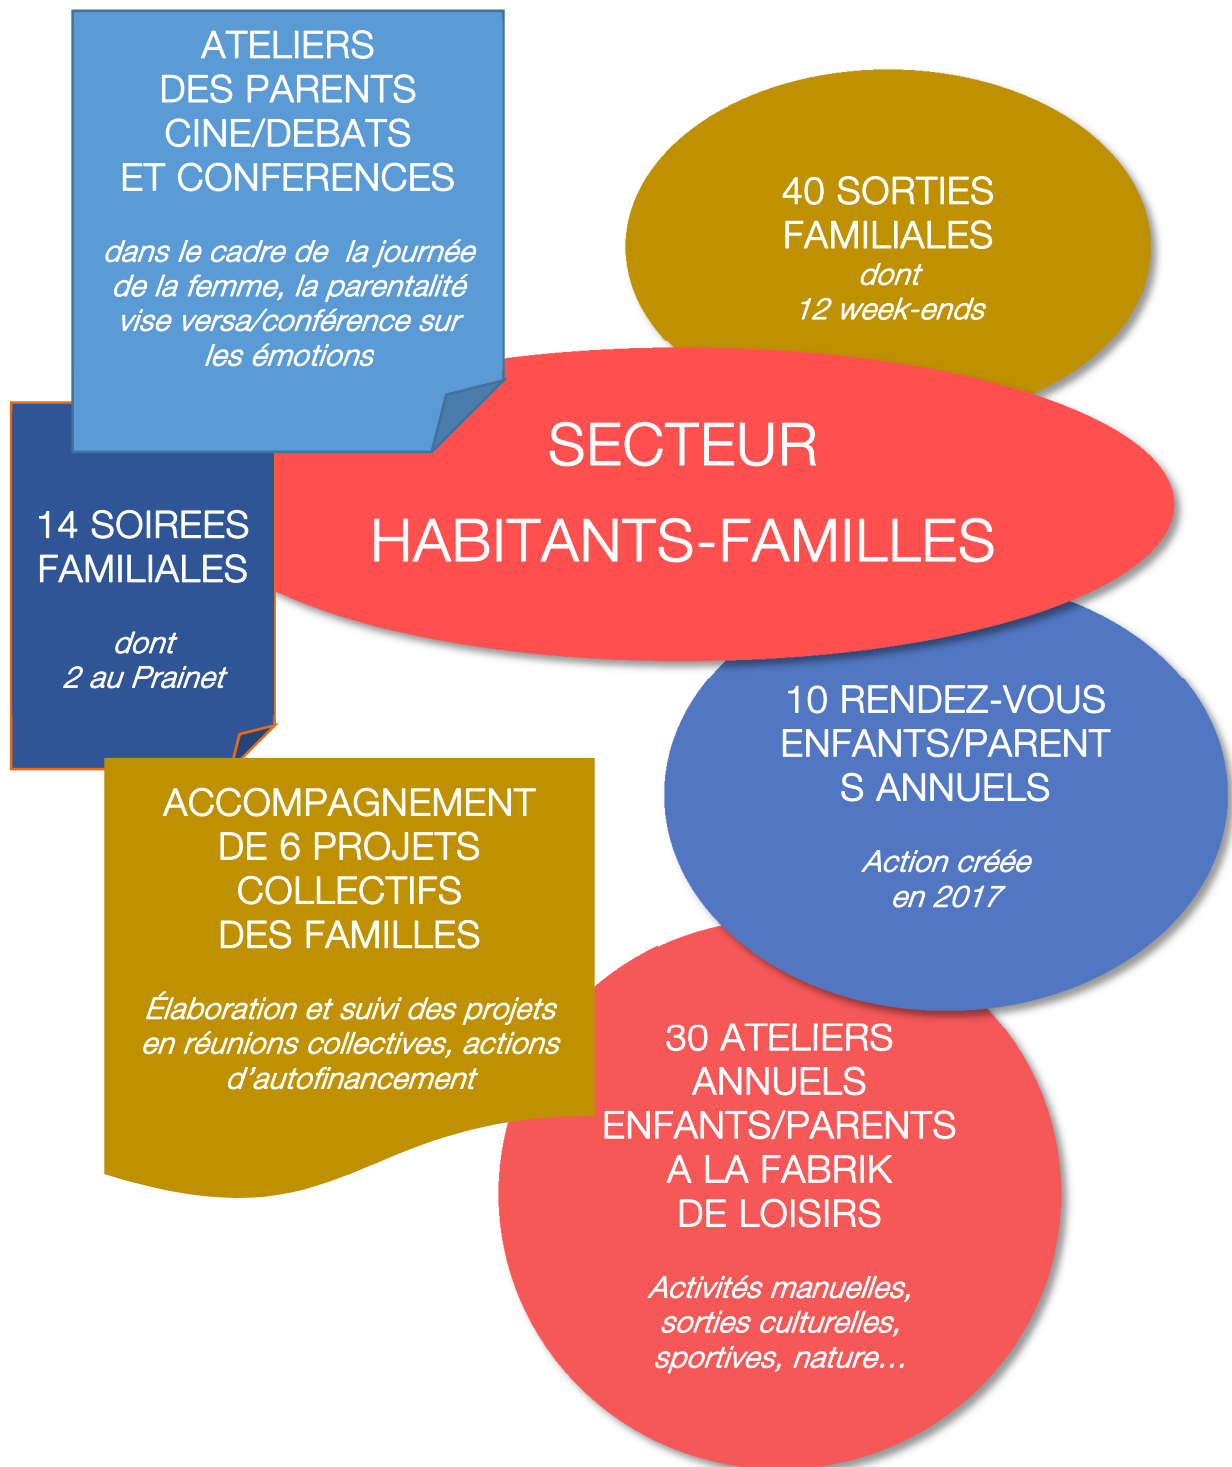 ATELIERS
DES PARENTS
CINE/DEBATS
ET CONFERENCES
dans le cadre de la journée
de la femme, la parentalité
vise versa/conférence sur
les émotions
40 SORTIES
FAMILIALES
dont
12 week-ends
SECTEUR
HABITANTS-FAMILLES
14 SOIREES
FAMILIALES
dont
2 au Prainet
10 RENDEZ-VOUS
ENFANTS/PARENT
S ANNUELS
Action créée
en 2017
ACCOMPAGNEMENT
DE 6 PROJETS
COLLECTIFS
DES FAMILLES
Élaboration et suivi des projets
en réunions collectives, actions
d’autofinancement
30 ATELIERS
ANNUELS
ENFANTS/PARENTS
A LA FABRIK
DE LOISIRS
Activités manuelles,
sorties culturelles,
sportives, nature…